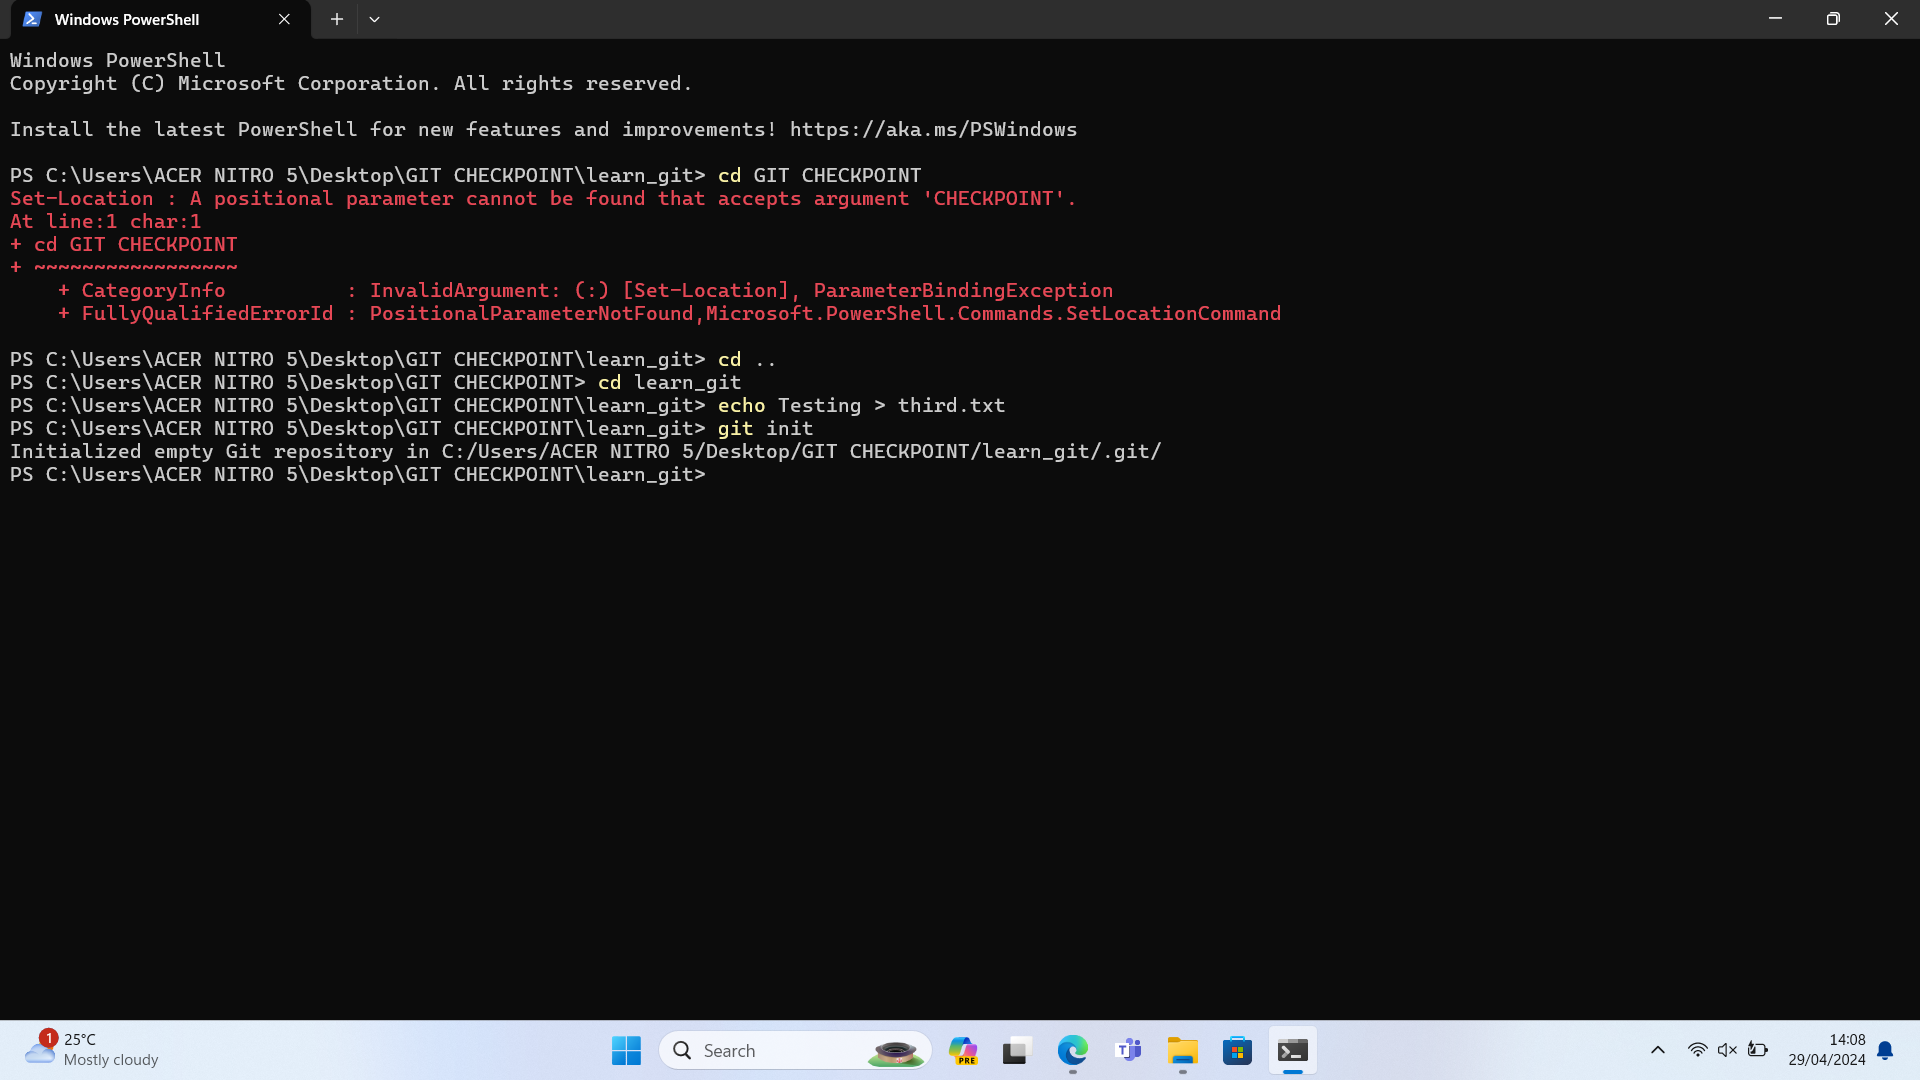 Windows PowerShell
Windows PowerShell
Copyright (C) Microsoft Corporation. All rights reserved.
Install the latest PowerShell for new features and improvements! https://aka.ms/PSWindows
PS C:\Users\ACER NITRO 5\Desktop\GIT CHECKPOINT\learn_git> cd GIT CHECKPOINT
Set-Location : A positional parameter cannot be found that accepts argument 'CHECKPOINT'.
At line:1 char:1
+ cd GIT CHECKPOINT
+ ~~~~~~~~~~~~~~~~~
    + CategoryInfo          : InvalidArgument: (:) [Set-Location], ParameterBindingException
    + FullyQualifiedErrorId : PositionalParameterNotFound,Microsoft.PowerShell.Commands.SetLocationCommand
PS C:\Users\ACER NITRO 5\Desktop\GIT CHECKPOINT\learn_git> cd ..
PS C:\Users\ACER NITRO 5\Desktop\GIT CHECKPOINT> cd learn_git
PS C:\Users\ACER NITRO 5\Desktop\GIT CHECKPOINT\learn_git> echo Testing > third.txt
PS C:\Users\ACER NITRO 5\Desktop\GIT CHECKPOINT\learn_git> git init
Initialized empty Git repository in C:/Users/ACER NITRO 5/Desktop/GIT CHECKPOINT/learn_git/.git/
PS C:\Users\ACER NITRO 5\Desktop\GIT CHECKPOINT\learn_git>
1
25°C
Mostly cloudy
Search
PRE
T
14:08
29/04/2024